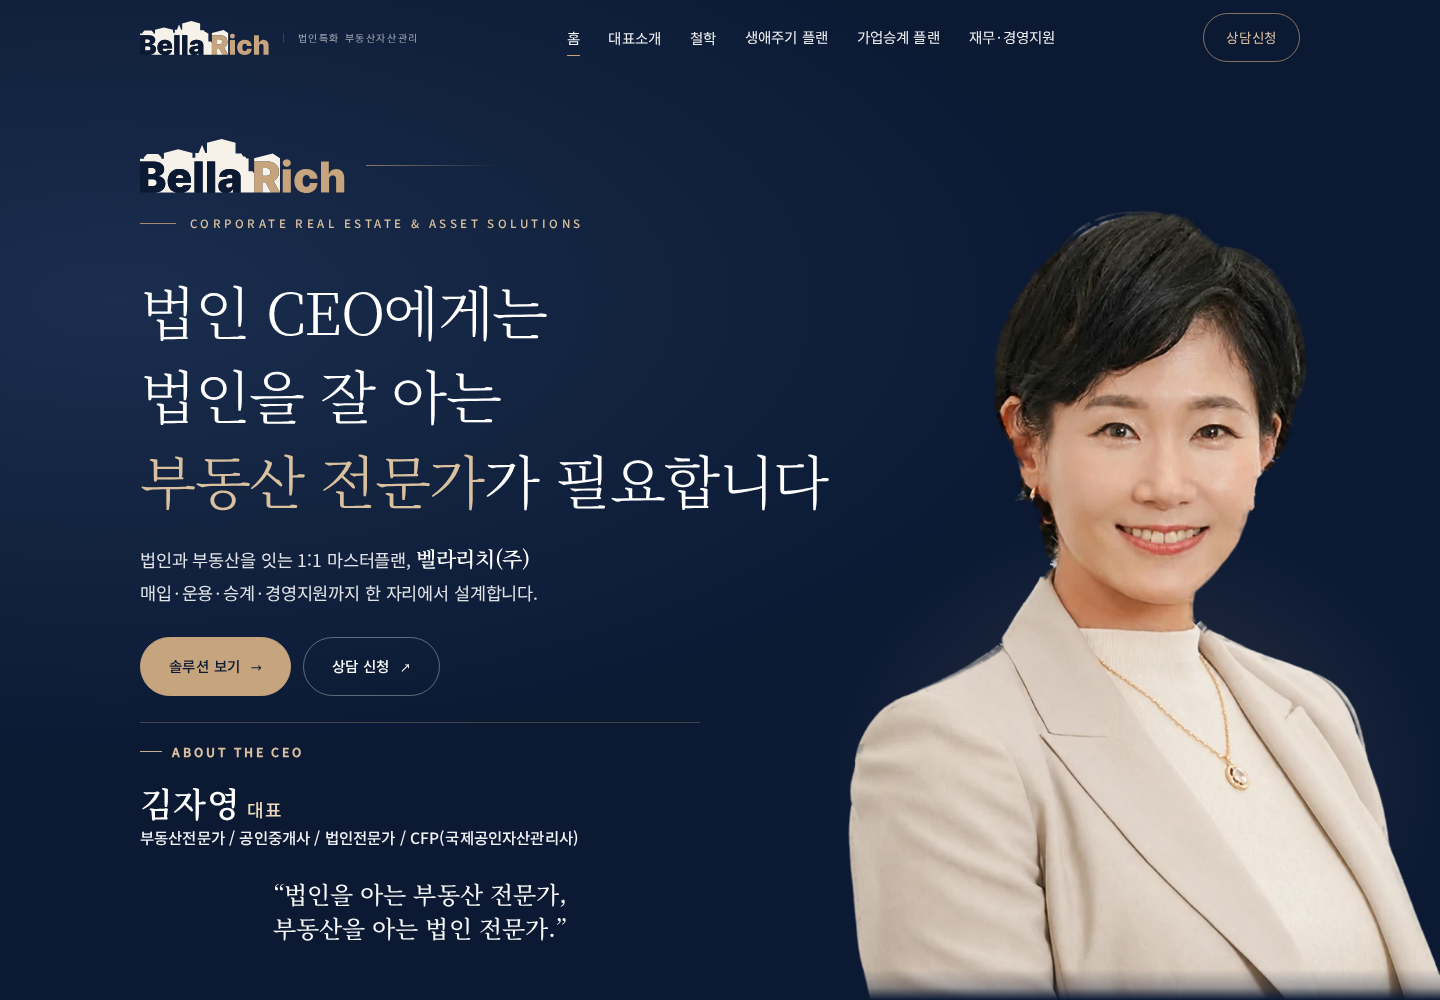 Bella Rich
법인특화 부동산자산관리
홈
대표소개
철학
생애주기 플랜
가업승계 플랜
재무·경영지원
상담신청
Bella Rich
CORPORATE REAL ESTATE & ASSET SOLUTIONS
법인 CEO에게는
법인을 잘 아는
부동산 전문가가 필요합니다
법인과 부동산을 잇는 1:1 마스터플랜, 벨라리치(주)
매입·운용·승계·경영지원까지 한 자리에서 설계합니다.
솔루션 보기 →
상담 신청 ↗
ABOUT THE CEO
김자영 대표
부동산전문가 / 공인중개사 / 법인전문가 / CFP(국제공인자산관리사)
“법인을 아는 부동산 전문가,
부동산을 아는 법인 전문가.”